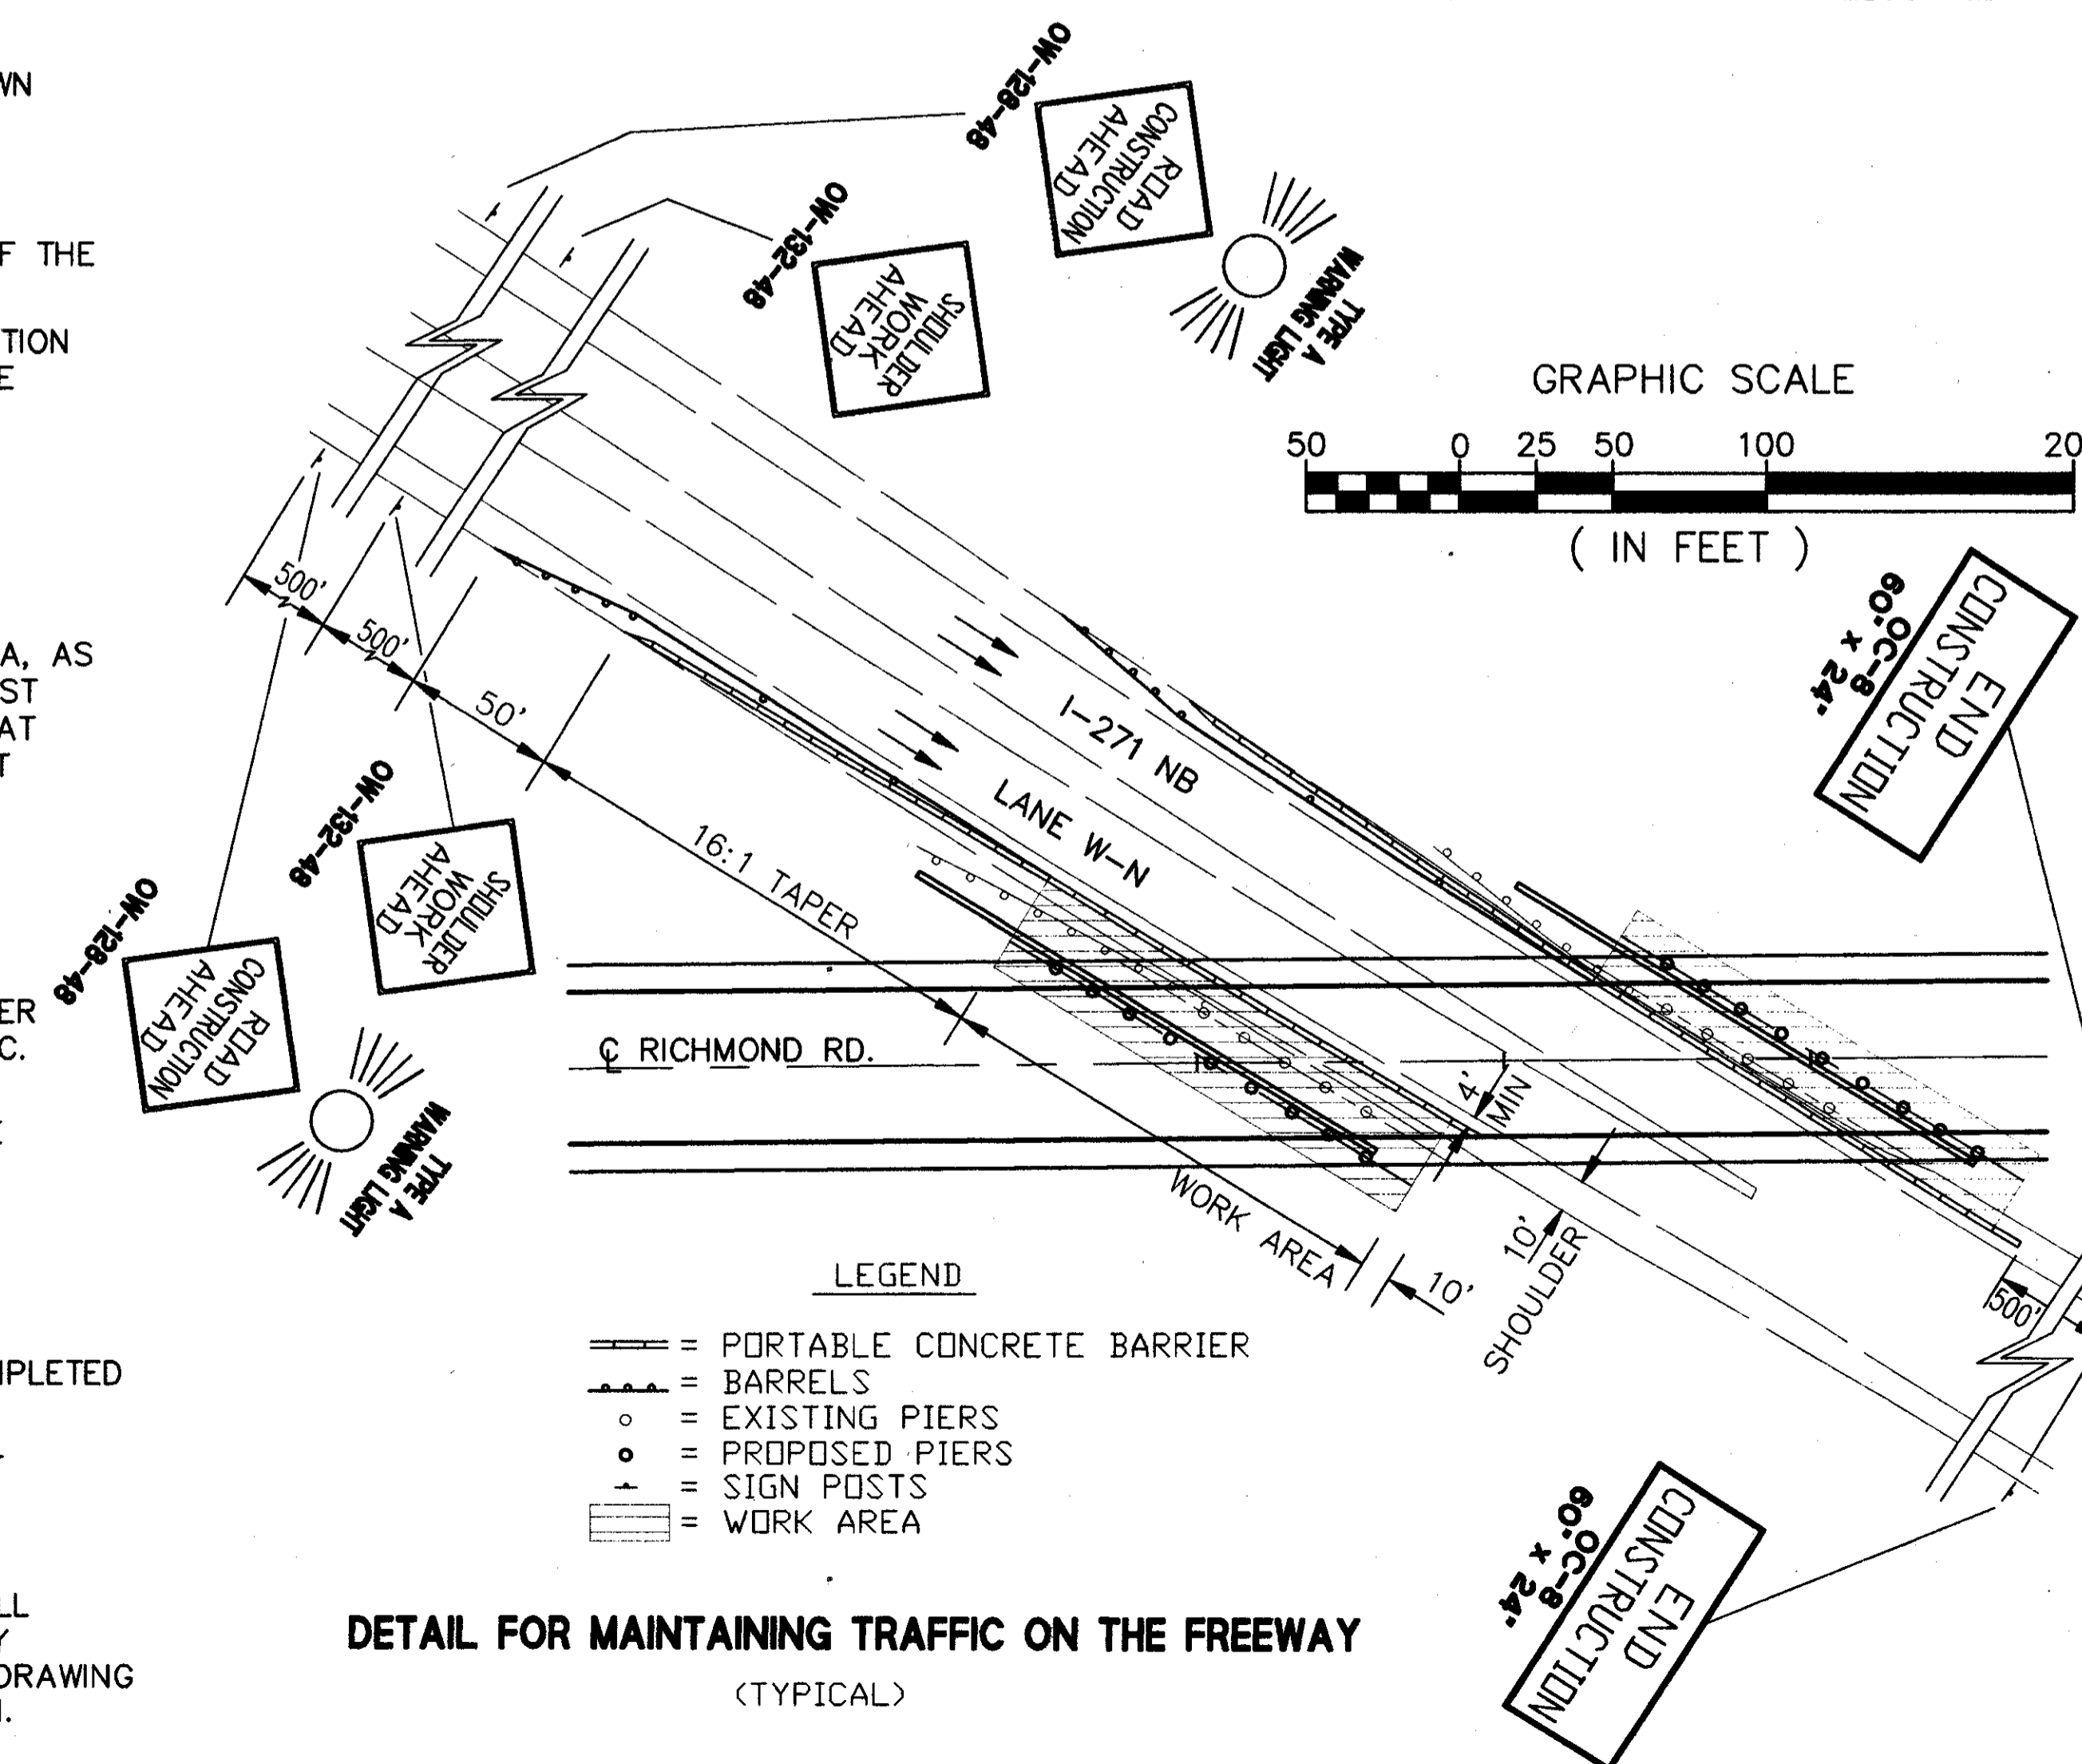 WN
F THE
TION
E
A, AS
ST
AT
T
ER
C.
E
MPLETED
LL
Y
DRAWING
OW-128-48
ROAD
CONSTRUCTION
AHEAD
TYPE A
WARNING LIGHT
OW-132-48
SHOULDER
WORK
AHEAD
GRAPHIC SCALE
50 0 25 50 100 20
( IN FEET )
OC-8
60" x 24"
END
CONSTRUCTION
500'
500'
50'
16:1 TAPER
I-271 NB
LANE W-N
OW-132-48
SHOULDER
WORK
AHEAD
OW-128-48
ROAD
CONSTRUCTION
AHEAD
TYPE A
WARNING LIGHT
℄ RICHMOND RD.
4'
MIN
WORK AREA
10'
10'
SHOULDER
500'
LEGEND
= PORTABLE CONCRETE BARRIER
= BARRELS
= EXISTING PIERS
= PROPOSED PIERS
= SIGN POSTS
= WORK AREA
OC-8
60" x 24"
END
CONSTRUCTION
DETAIL FOR MAINTAINING TRAFFIC ON THE FREEWAY
(TYPICAL)